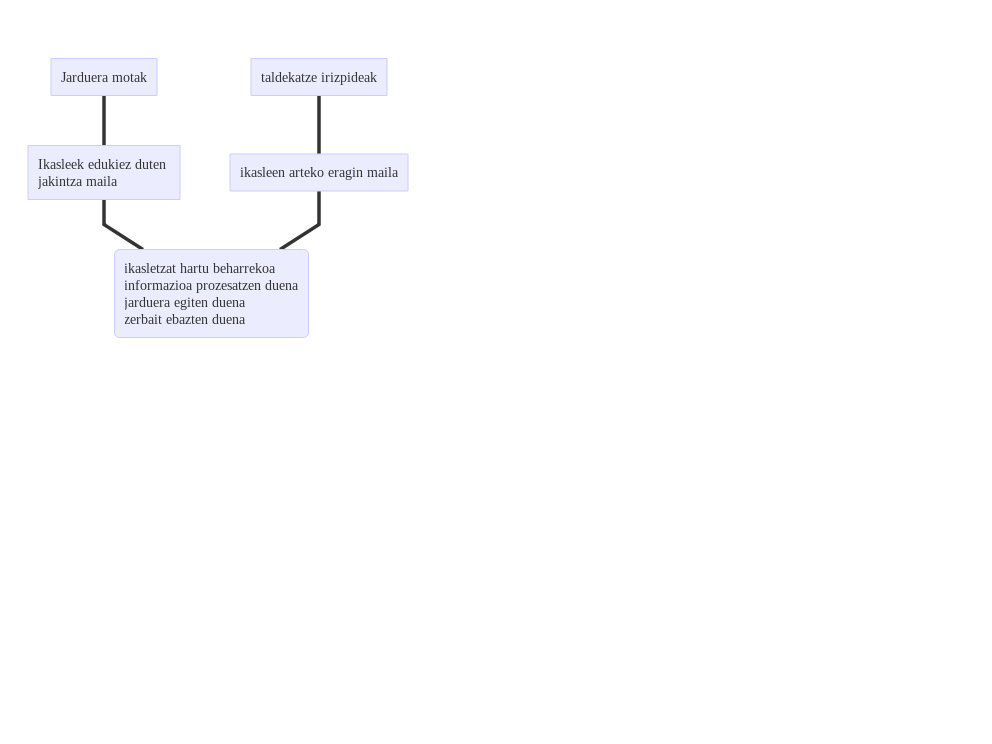 Jarduera motak
taldekatze irizpideak
Ikasleek edukiez duten
jakintza maila
ikasleen arteko eragin maila
ikasletzat hartu beharrekoa
informazioa prozesatzen duena
jarduera egiten duena
zerbait ebazten duena